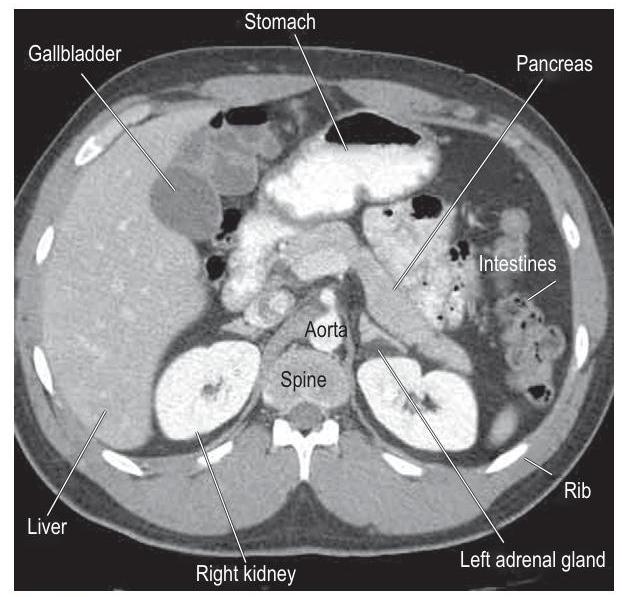 Stomach
Gallbladder
Pancreas
Intestines
Aorta
Spine
Rib
Liver
Left adrenal gland
Right kidney